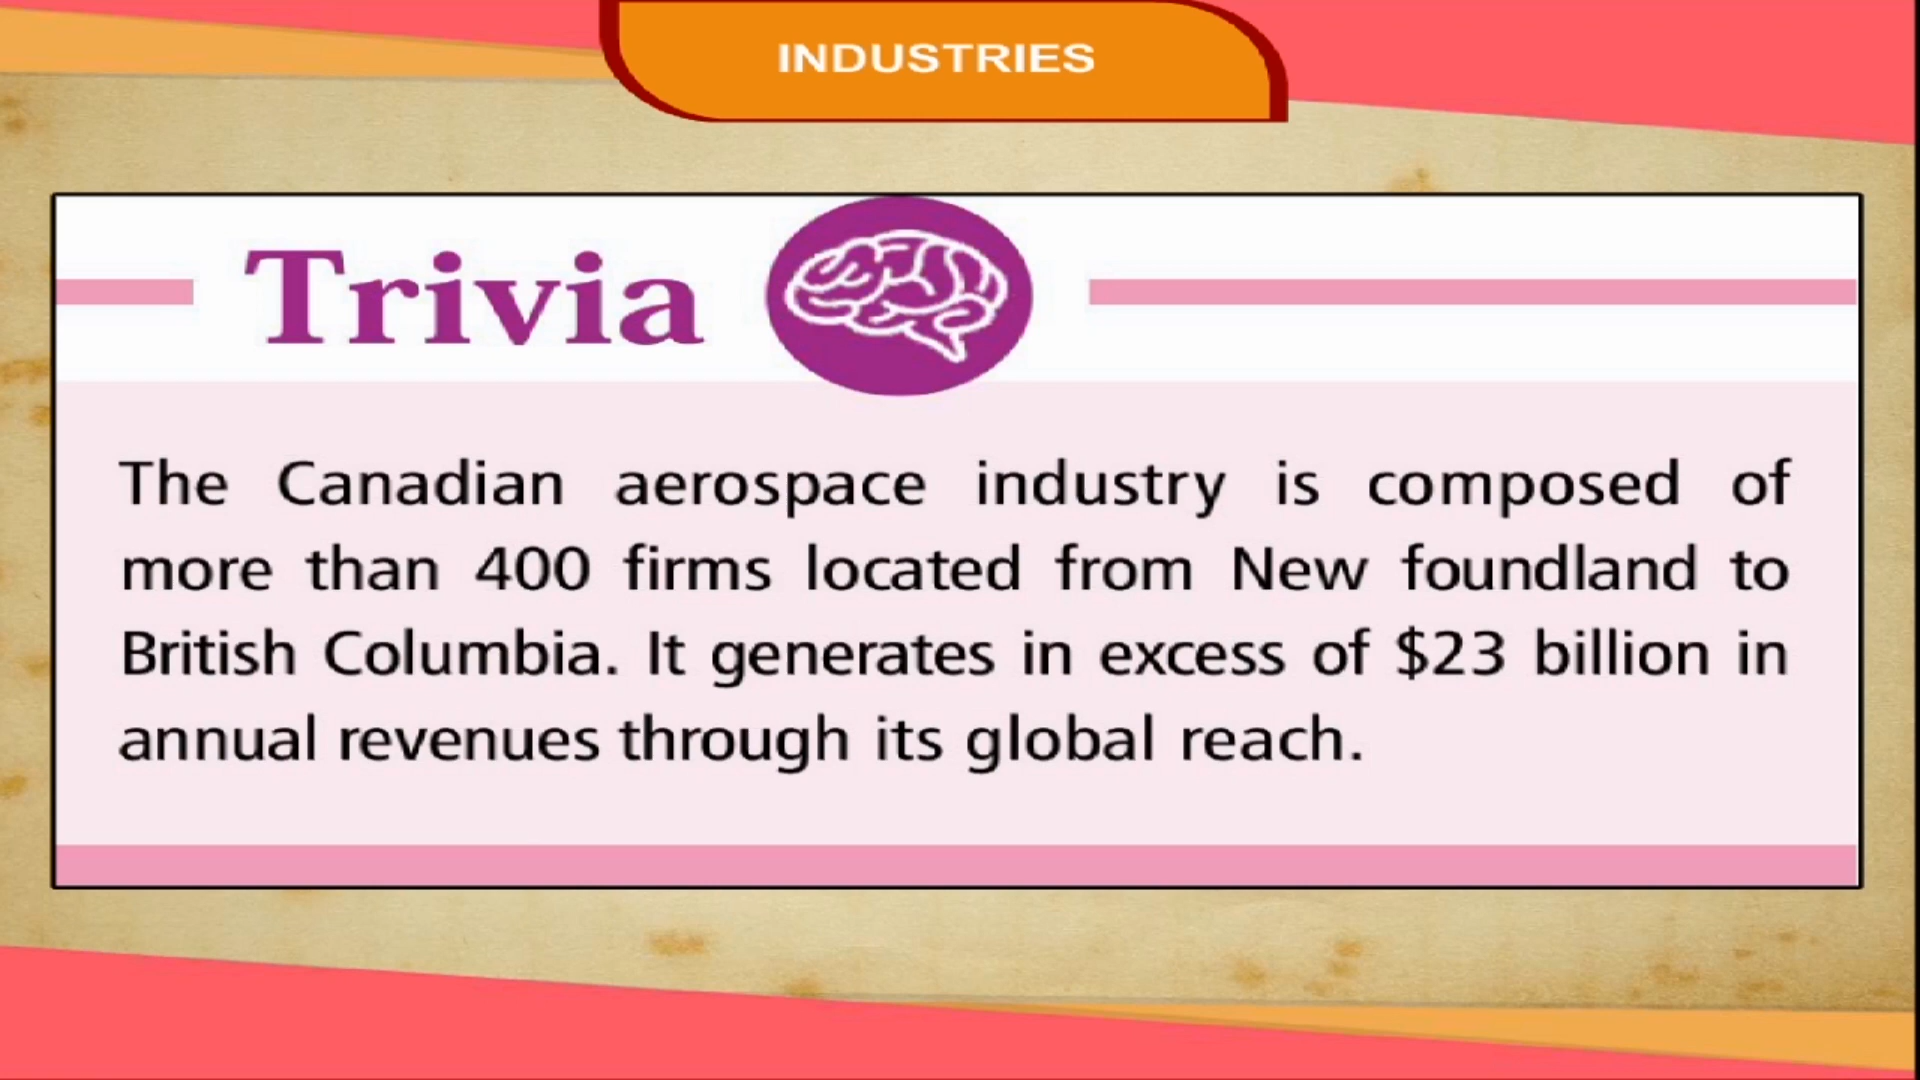 INDUSTRIES
Trivia
The Canadian aerospace industry is composed of
more than 400 firms located from New foundland to
British Columbia. It generates in excess of $23 billion in
annual revenues through its global reach.